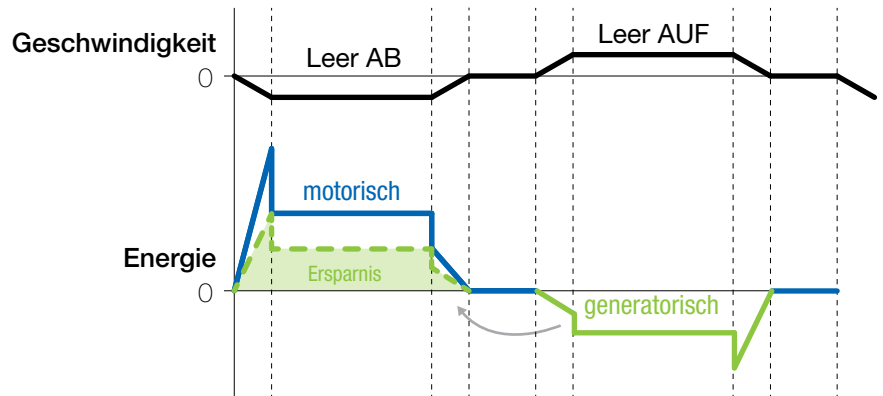 Geschwindigkeit
0
Leer AB
Leer AUF
motorisch
Energie
0
Ersparnis
generatorisch